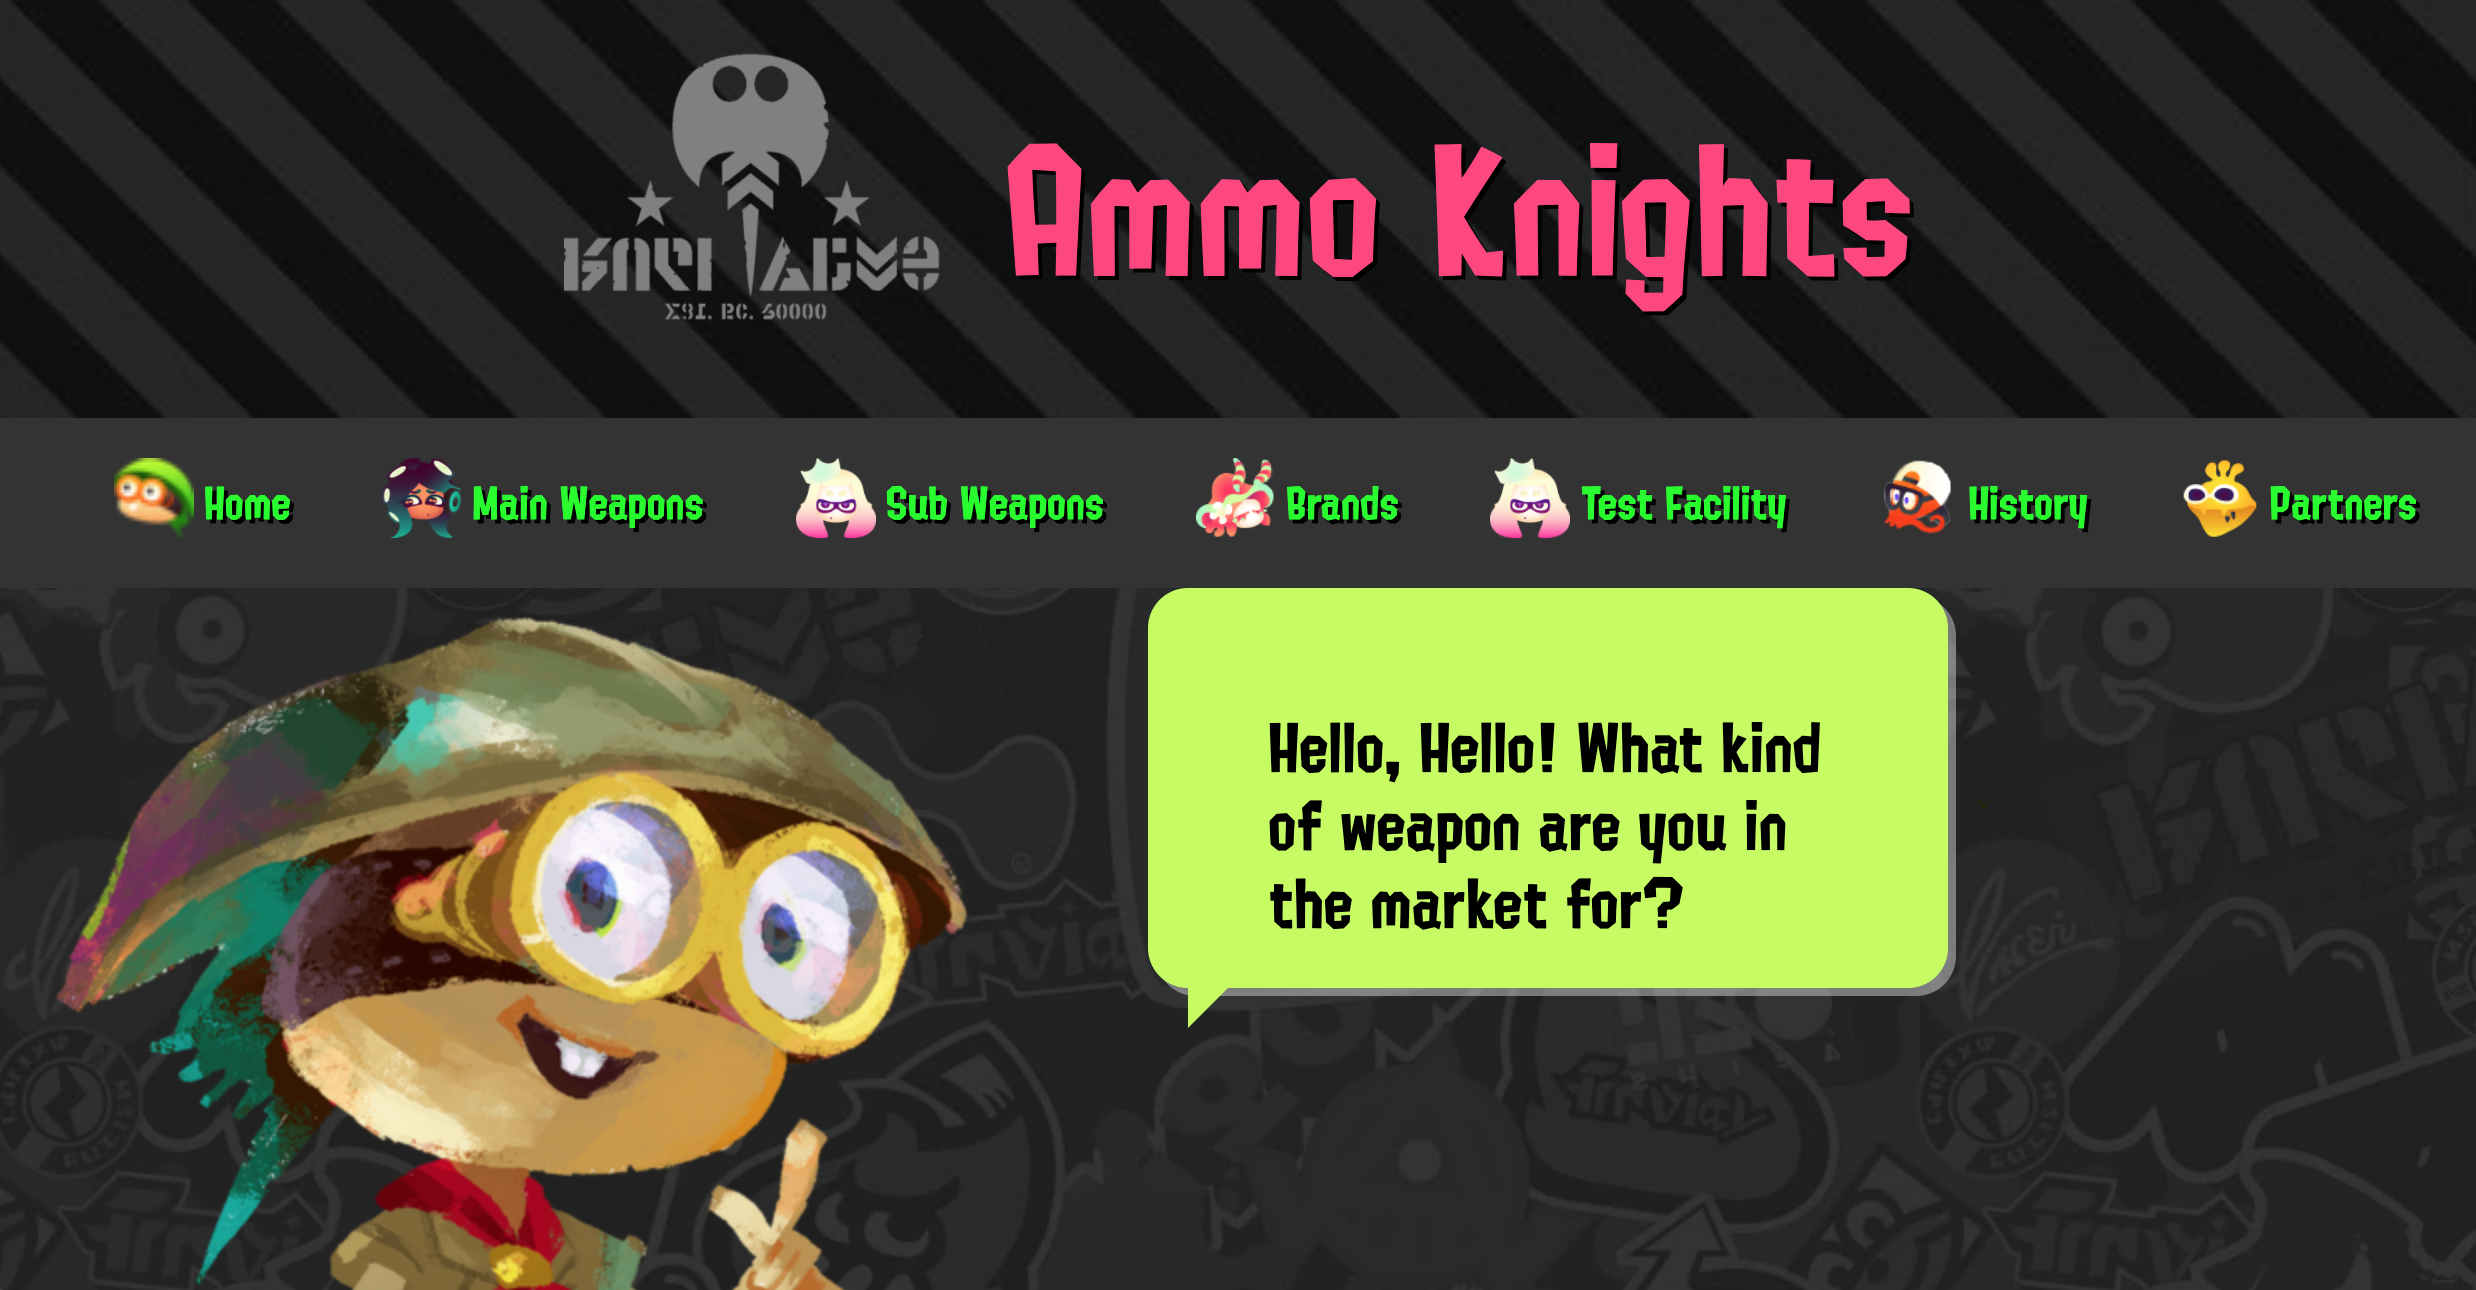 Ammo Knights
Home
Main Weapons
Sub Weapons
Brands
Test Facility
History
Partners
Hello, Hello! What kind
of weapon are you in
the market for?